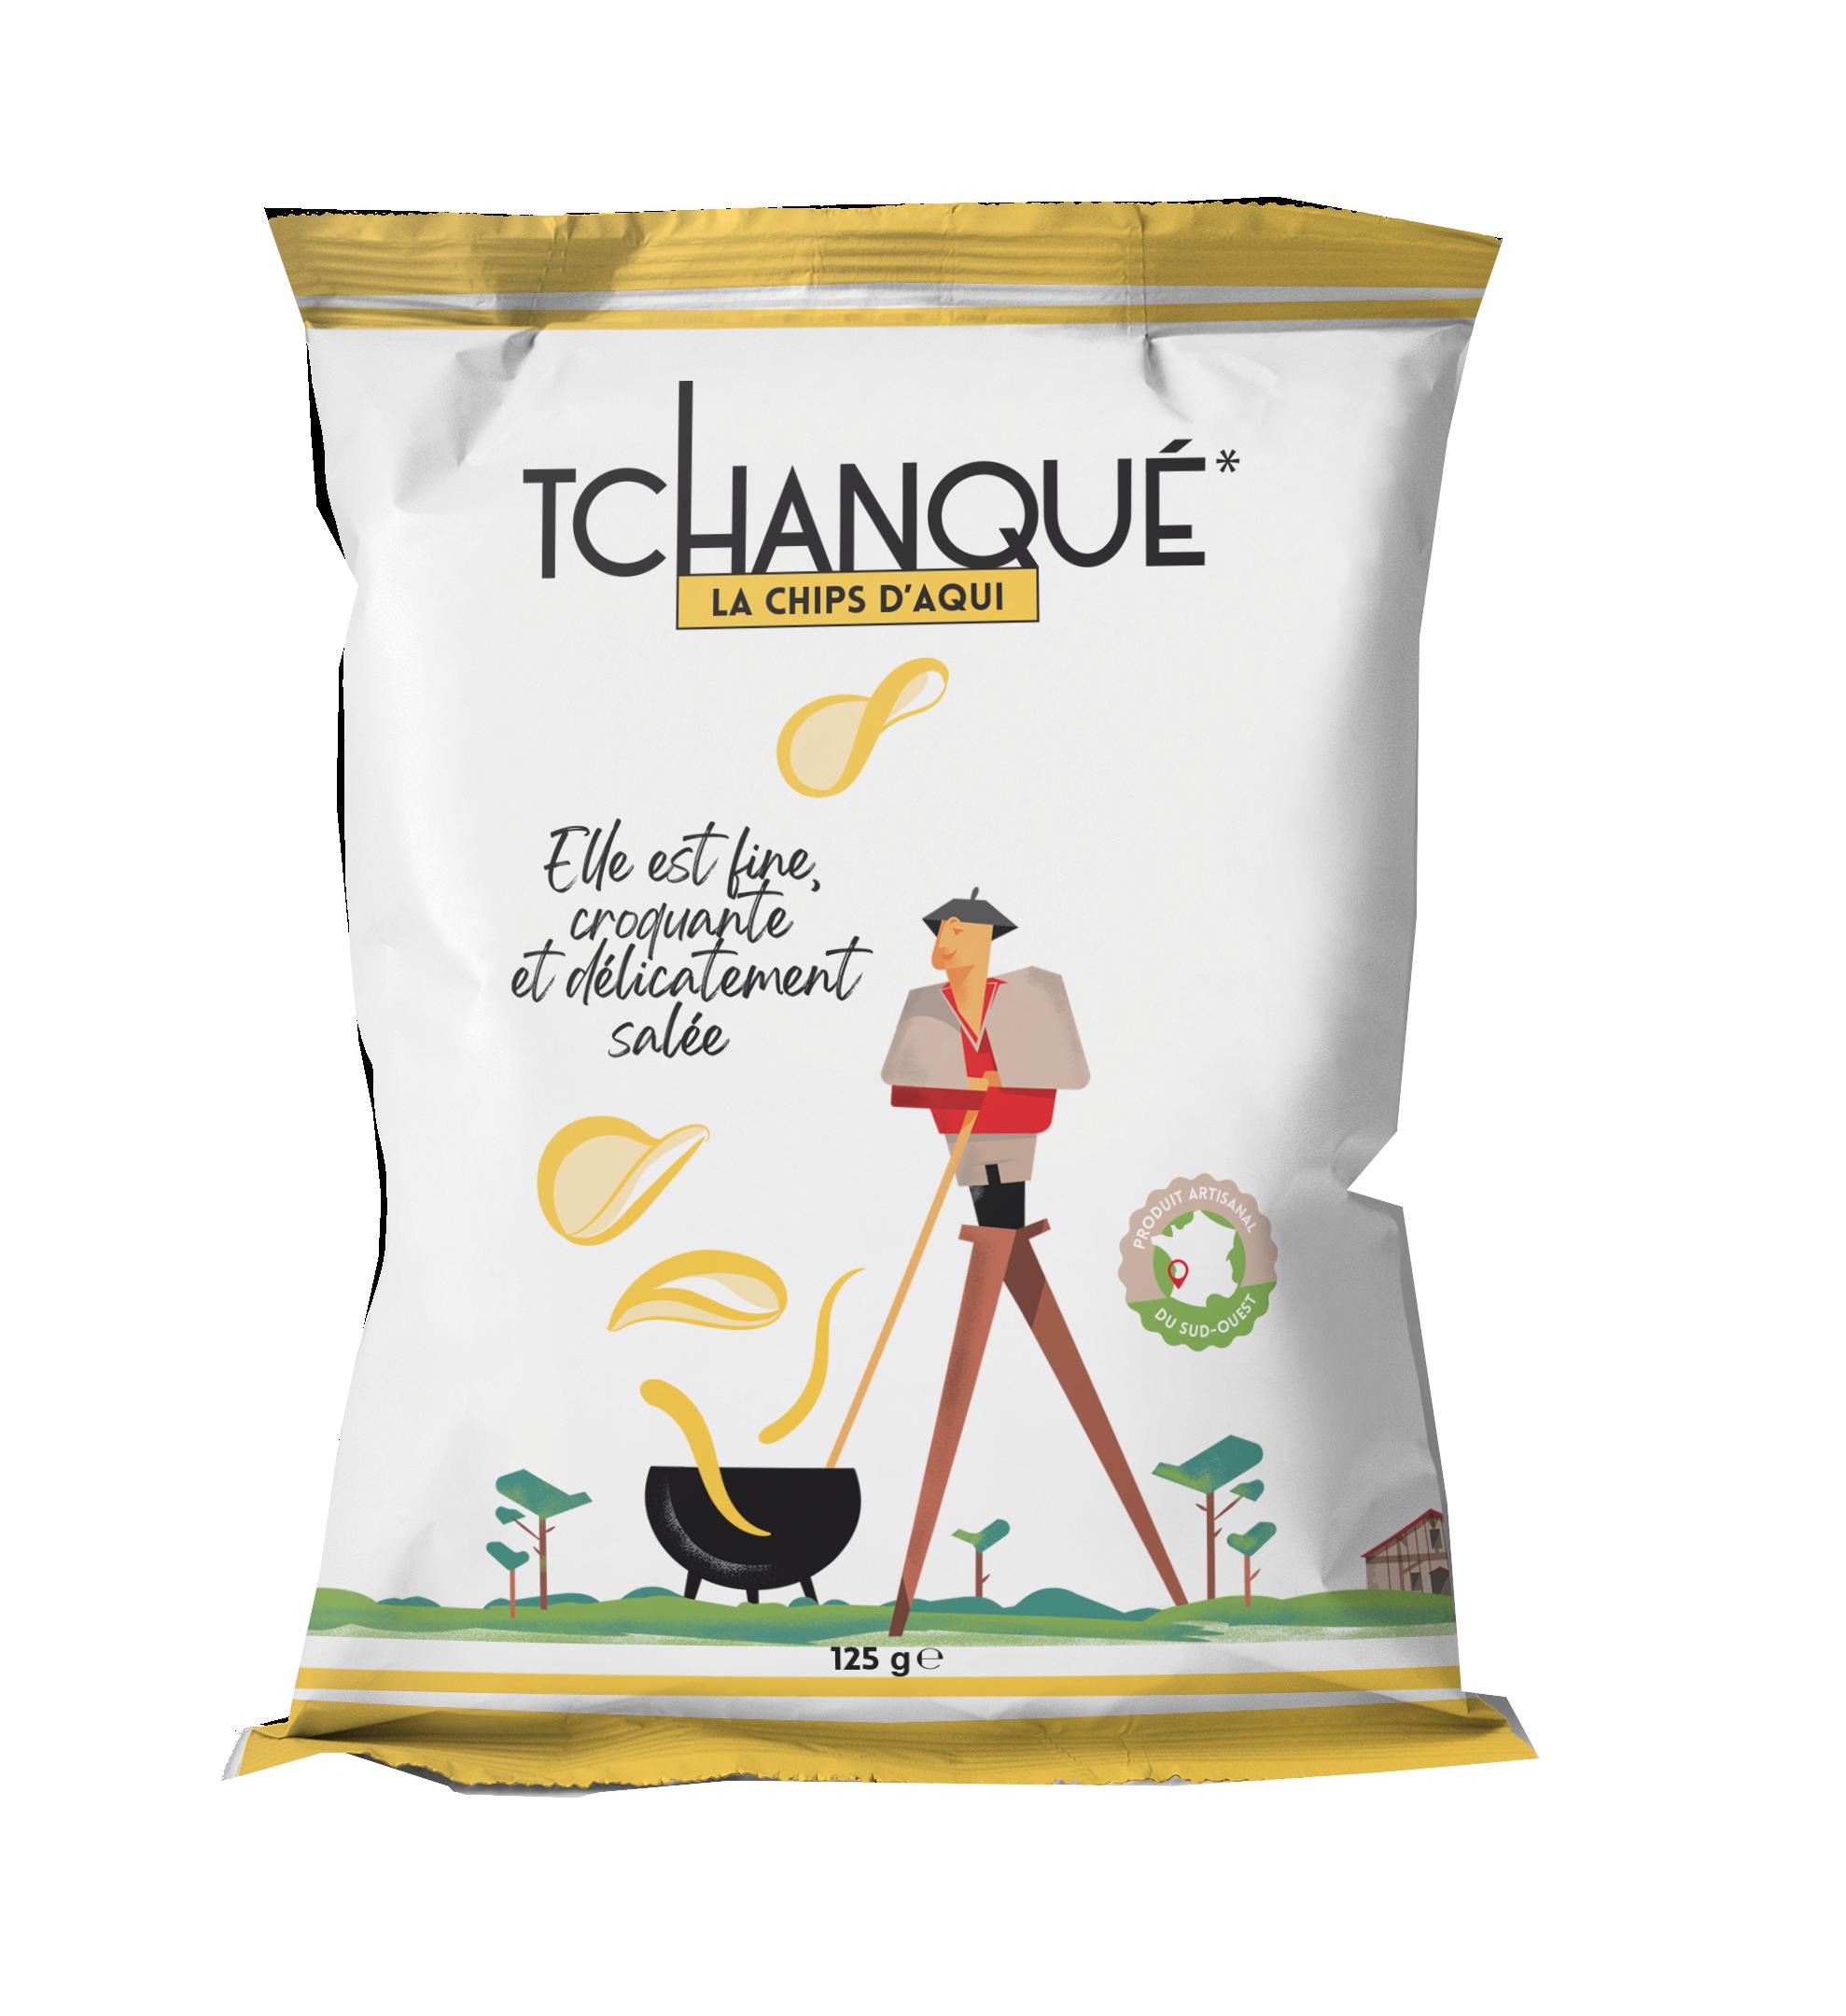 TCHANQUÉ*
LA CHIPS D'AQUI
Elle est fine,
croquante
et délicatement
salée
PRODUIT ARTISANAL
DU SUD-OUEST
125 g ℮